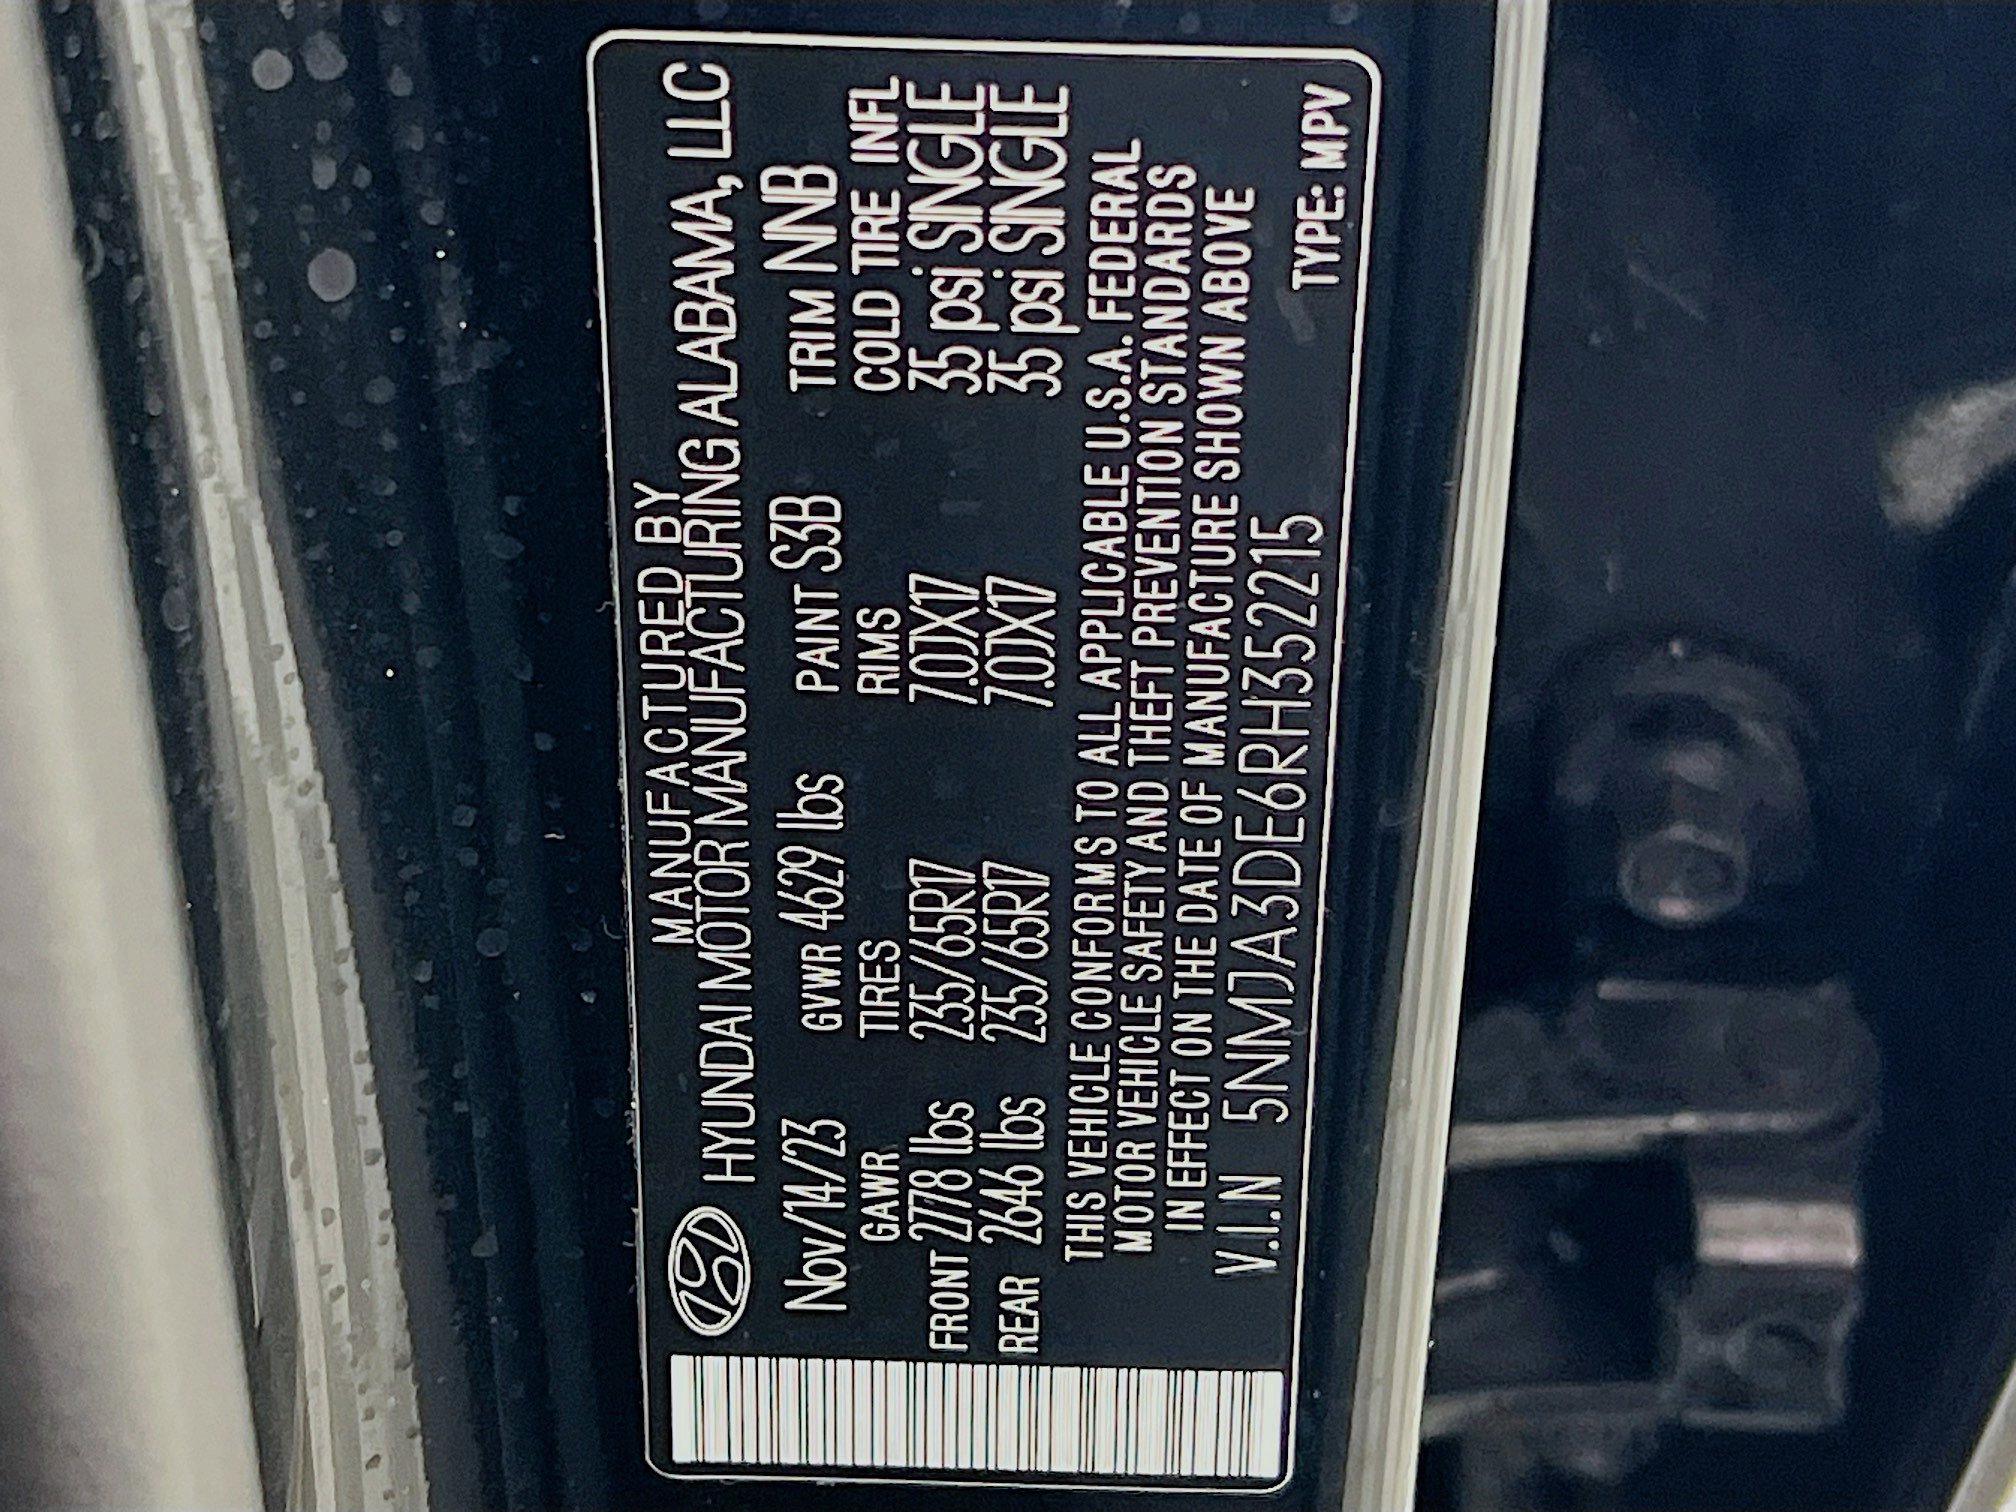 MANUFACTURED BY
HYUNDAI MOTOR MANUFACTURING ALABAMA, LLC
Nov/14/23 GVWR 4629 lbs PAINT S3B TRIM NNB
GAWR TIRES RIMS COLD TIRE INFL
FRONT 2778 lbs 235/65R17 7.0JX17 35 psi SINGLE
REAR 2646 lbs 235/65R17 7.0JX17 35 psi SINGLE
THIS VEHICLE CONFORMS TO ALL APPLICABLE U.S.A. FEDERAL
MOTOR VEHICLE SAFETY AND THEFT PREVENTION STANDARDS
IN EFFECT ON THE DATE OF MANUFACTURE SHOWN ABOVE
V.I.N 5NMJA3DE6RH352215 TYPE: MPV